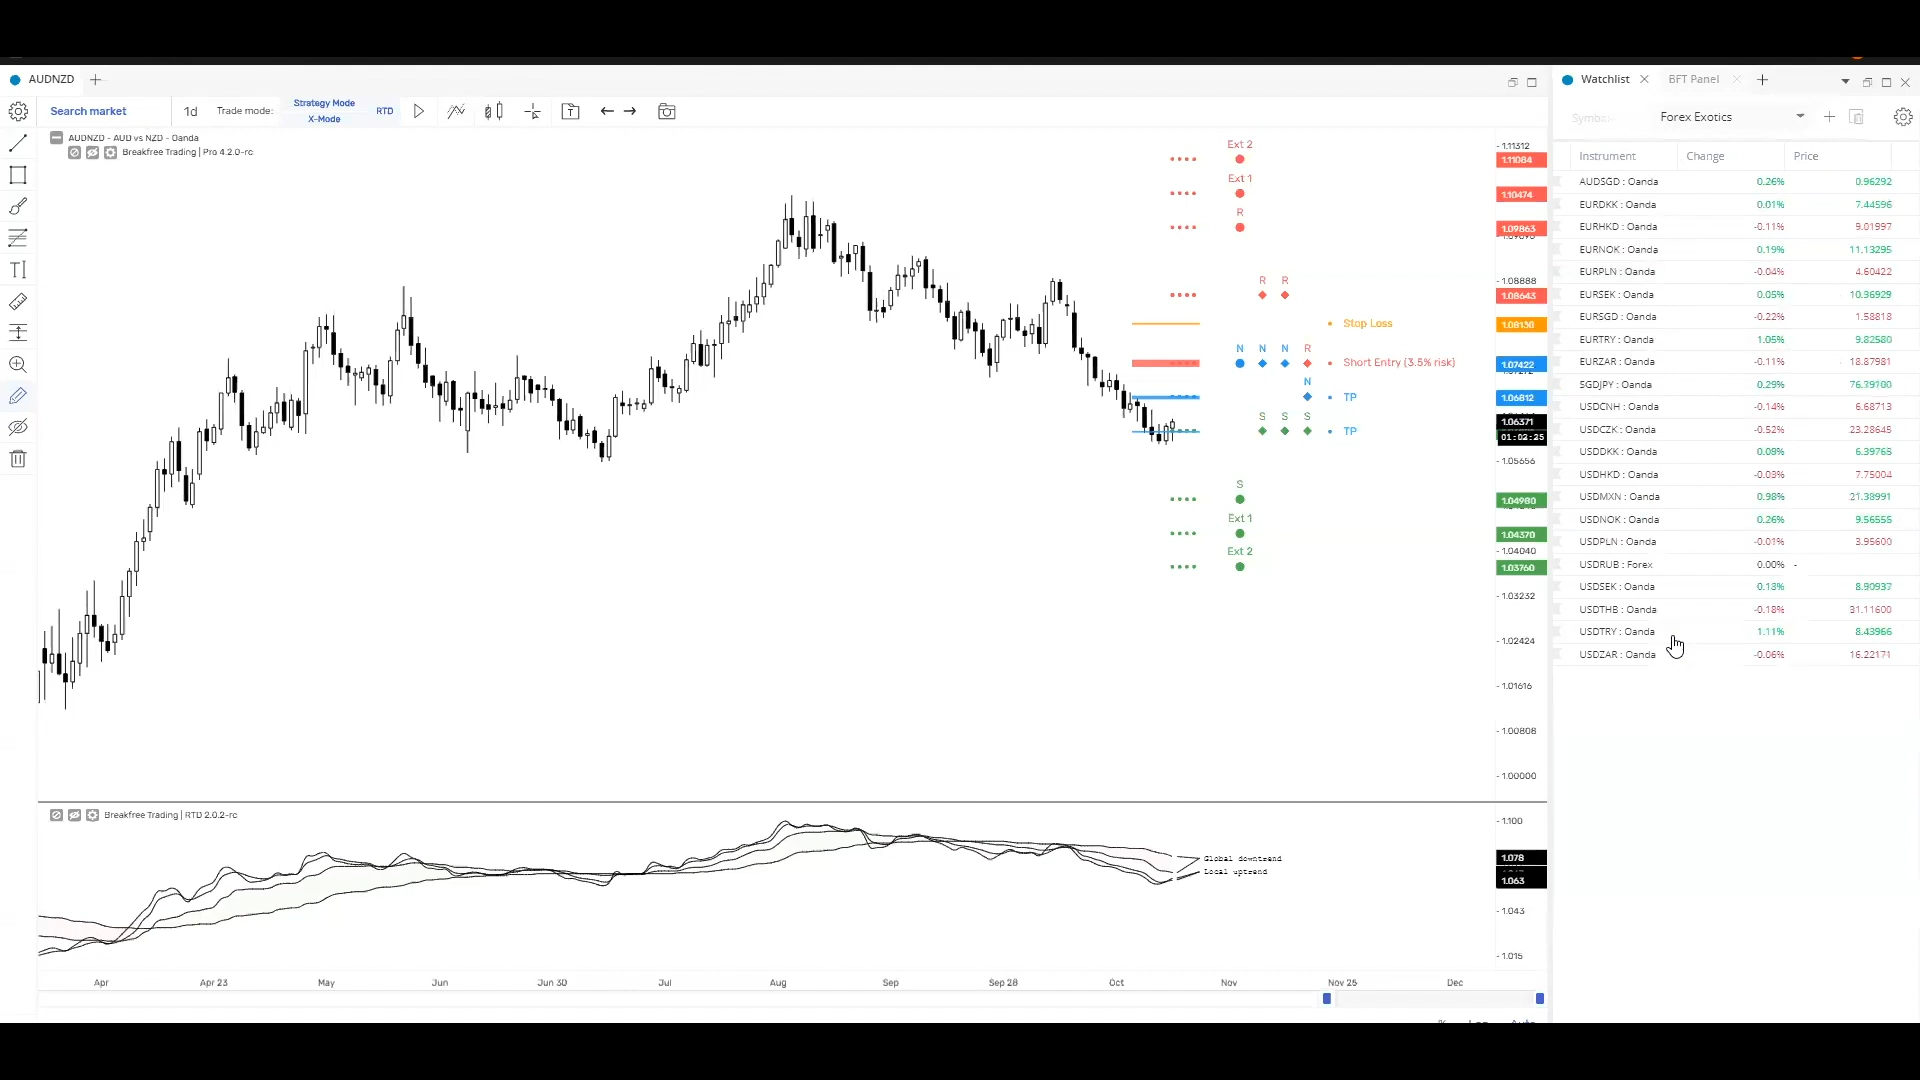 AUDNZD
Search market
1d
Trade mode:
Strategy Mode
X-Mode
RTD
AUDNZD - AUD vs NZD - Oanda
Breakfree Trading | Pro 4.2.0-rc
Ext 2
Ext 1
R
R R
Stop Loss
N N N R
Short Entry (3.5% risk)
N
TP
S S S
TP
S
Ext 1
Ext 2
1.11312
1.11084
1.10474
1.09863
1.08888
1.08643
1.08130
1.07422
1.06812
1.06371
01:02:25
1.05656
1.04980
1.04370
1.04040
1.03760
1.03232
1.02424
1.01616
1.00808
1.00000
Breakfree Trading | RTD 2.0.2-rc
Global downtrend
Local uptrend
1.100
1.078
1.063
1.043
1.015
Apr Apr 23 May Jun Jun 30 Jul Aug Sep Sep 28 Oct Nov Nov 25 Dec
Watchlist
BFT Panel
Forex Exotics
Instrument Change Price
AUDSGD : Oanda 0.26% 0.96292
EURDKK : Oanda 0.01% 7.44596
EURHKD : Oanda -0.11% 9.01997
EURNOK : Oanda 0.19% 11.13295
EURPLN : Oanda -0.04% 4.60422
EURSEK : Oanda 0.05% 10.36929
EURSGD : Oanda -0.22% 1.58818
EURTRY : Oanda 1.05% 9.82580
EURZAR : Oanda -0.11% 18.87981
SGDJPY : Oanda 0.29% 76.79700
USDCNH : Oanda -0.14% 6.68713
USDCZK : Oanda -0.52% 23.28645
USDDKK : Oanda 0.09% 6.39765
USDHKD : Oanda -0.03% 7.75004
USDMXN : Oanda 0.98% 21.38991
USDNOK : Oanda 0.26% 9.56555
USDPLN : Oanda -0.01% 3.95600
USDRUB : Forex 0.00% -
USDSEK : Oanda 0.13% 8.90937
USDTHB : Oanda -0.18% 31.11600
USDTRY : Oanda 1.11% 8.43966
USDZAR : Oanda -0.06% 16.22171